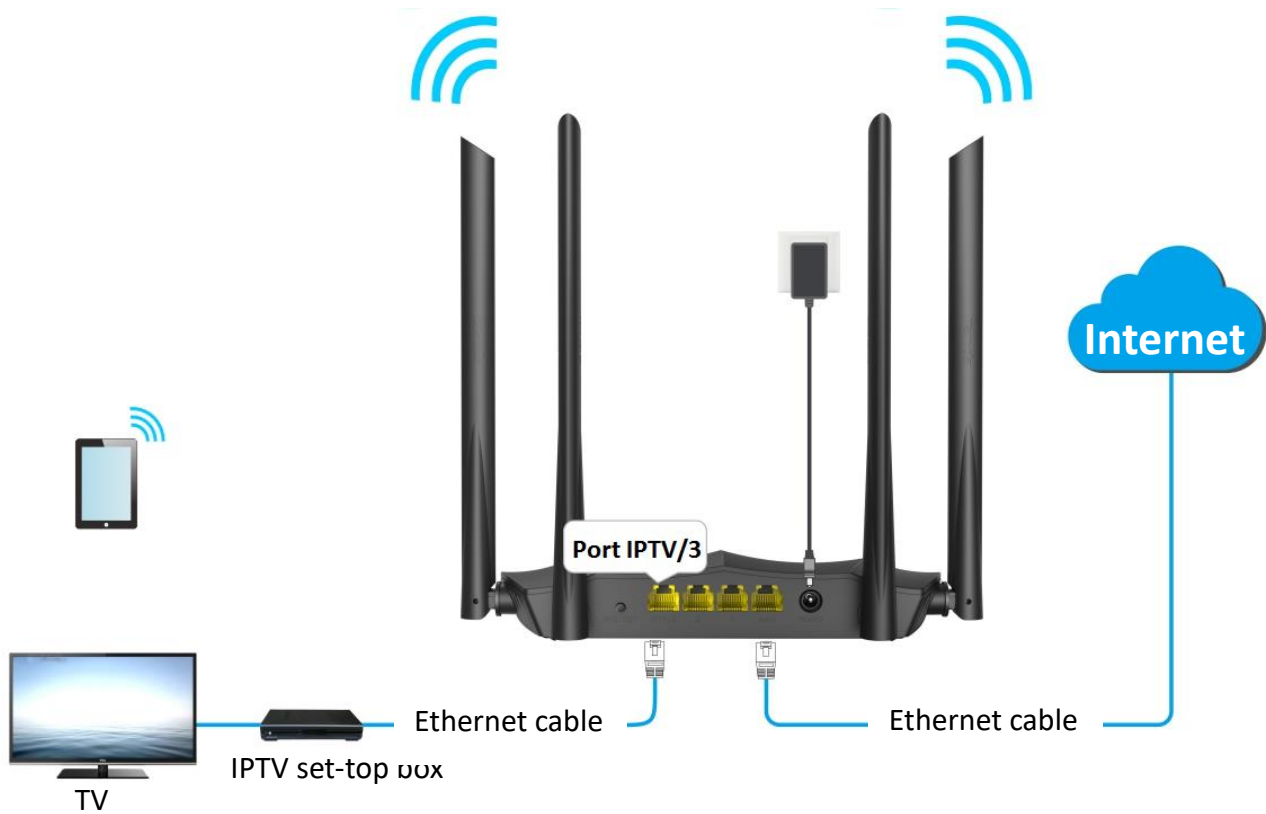 Internet
Port IPTV/3
Ethernet cable
Ethernet cable
IPTV set-top box
TV